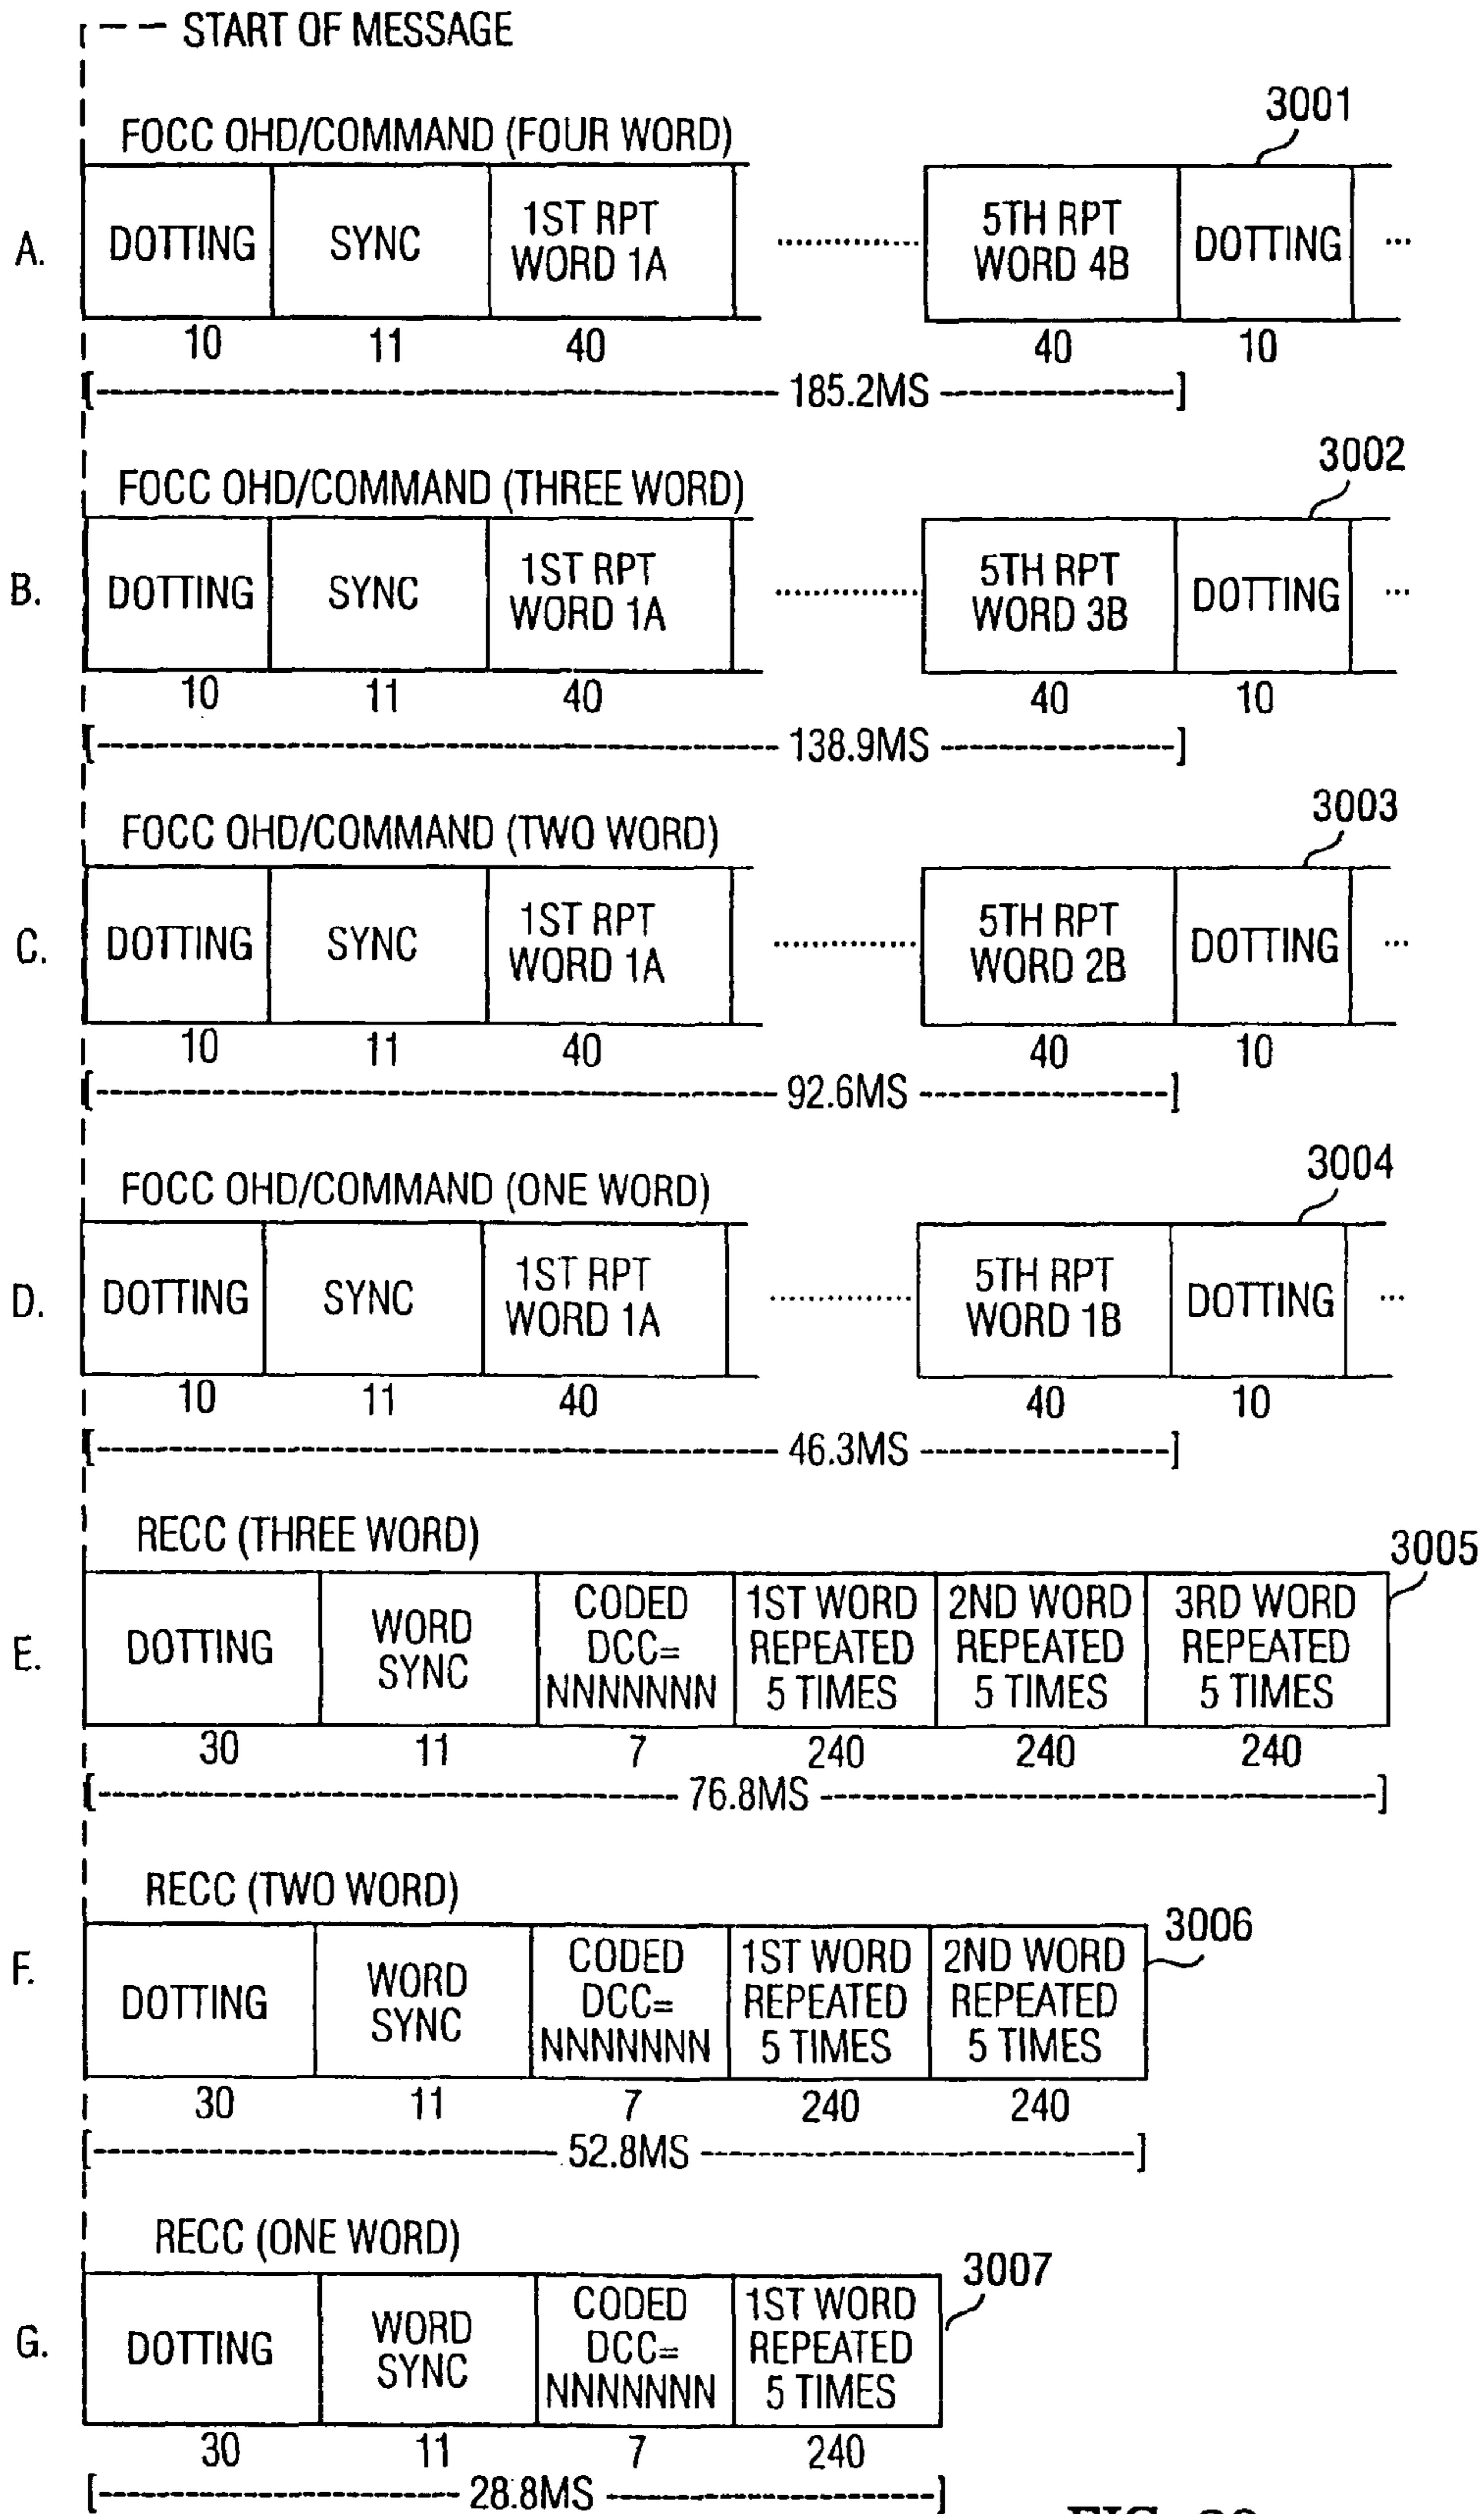 START OF MESSAGE
3001
FOCC OHD/COMMAND (FOUR WORD)
A.
DOTTING
SYNC
1ST RPT
WORD 1A
5TH RPT
WORD 4B
DOTTING
...
10
11
40
40
10
185.2MS
3002
FOCC OHD/COMMAND (THREE WORD)
B.
DOTTING
SYNC
1ST RPT
WORD 1A
5TH RPT
WORD 3B
DOTTING
...
10
11
40
40
10
138.9MS
3003
FOCC OHD/COMMAND (TWO WORD)
C.
DOTTING
SYNC
1ST RPT
WORD 1A
5TH RPT
WORD 2B
DOTTING
...
10
11
40
40
10
92.6MS
3004
FOCC OHD/COMMAND (ONE WORD)
D.
DOTTING
SYNC
1ST RPT
WORD 1A
5TH RPT
WORD 1B
DOTTING
...
10
11
40
40
10
46.3MS
RECC (THREE WORD)
3005
E.
DOTTING
WORD
SYNC
CODED
DCC=
NNNNNNN
1ST WORD
REPEATED
5 TIMES
2ND WORD
REPEATED
5 TIMES
3RD WORD
REPEATED
5 TIMES
30
11
7
240
240
240
76.8MS
RECC (TWO WORD)
3006
F.
DOTTING
WORD
SYNC
CODED
DCC=
NNNNNNN
1ST WORD
REPEATED
5 TIMES
2ND WORD
REPEATED
5 TIMES
30
11
7
240
240
52.8MS
RECC (ONE WORD)
3007
G.
DOTTING
WORD
SYNC
CODED
DCC=
NNNNNNN
1ST WORD
REPEATED
5 TIMES
30
11
7
240
28.8MS